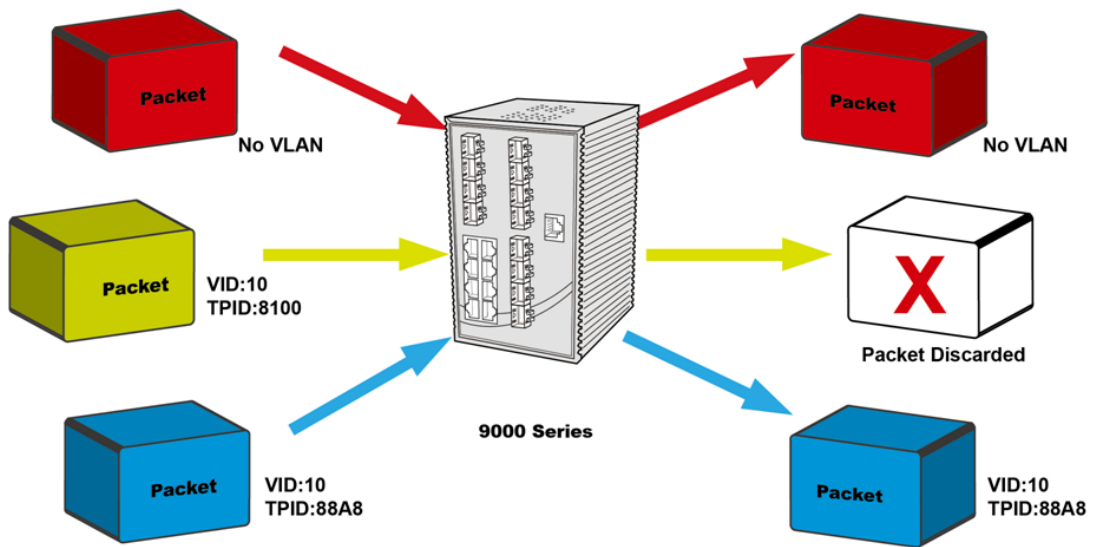 Packet
No VLAN
Packet
No VLAN
Packet
VID:10
TPID:8100
X
Packet Discarded
9000 Series
Packet
VID:10
TPID:88A8
Packet
VID:10
TPID:88A8